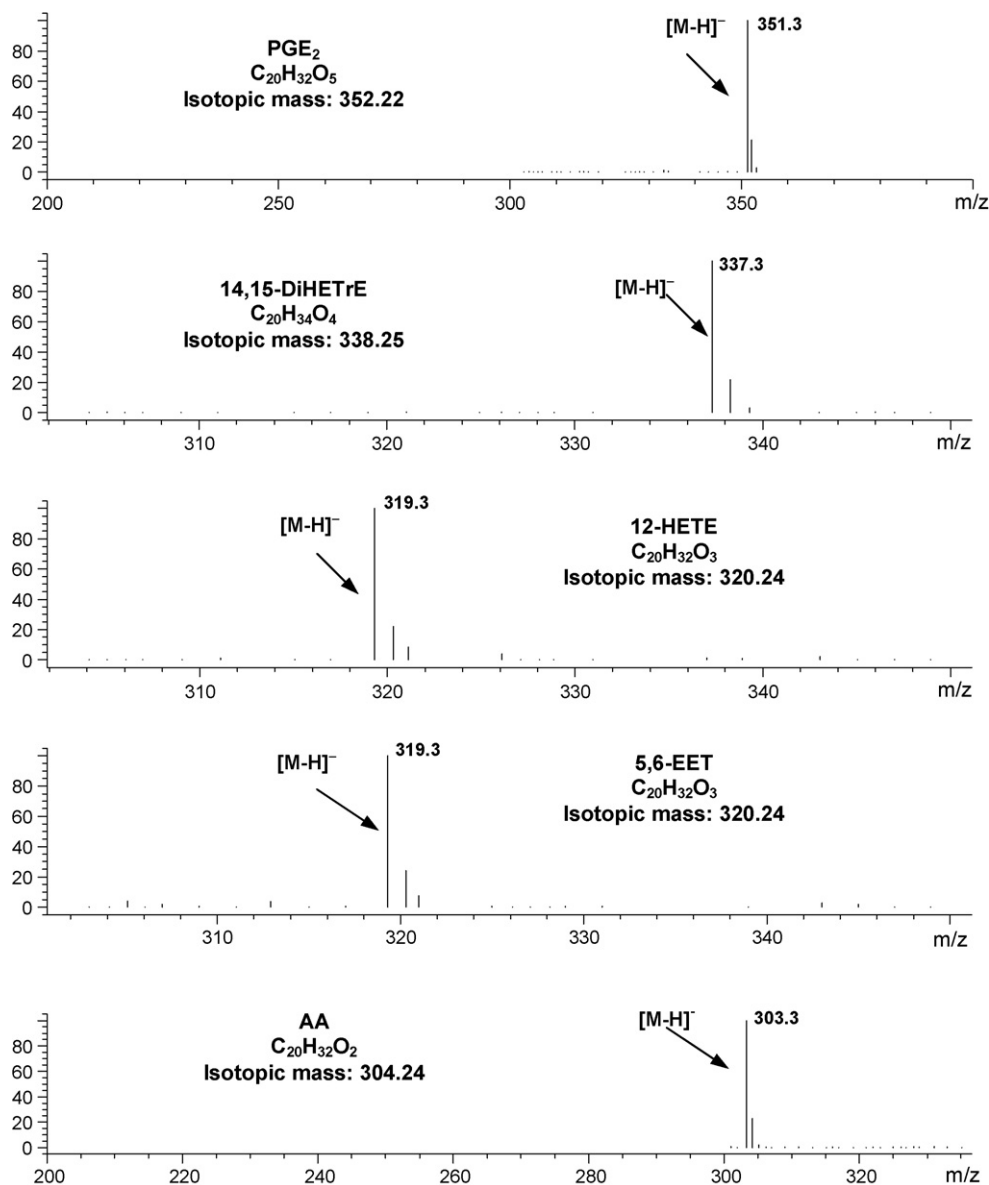 [M-H]⁻ 351.3
PGE₂
C₂₀H₃₂O₅
Isotopic mass: 352.22
80
60
40
20
0
200 250 300 350 m/z
337.3
[M-H]⁻
14,15-DiHETrE
C₂₀H₃₄O₄
Isotopic mass: 338.25
80
60
40
20
0
310 320 330 340 m/z
319.3
[M-H]⁻
12-HETE
C₂₀H₃₂O₃
Isotopic mass: 320.24
80
60
40
20
0
310 320 330 340 m/z
319.3
[M-H]⁻
5,6-EET
C₂₀H₃₂O₃
Isotopic mass: 320.24
80
60
40
20
0
310 320 330 340 m/z
AA
[M-H]⁻ 303.3
C₂₀H₃₂O₂
Isotopic mass: 304.24
80
60
40
20
0
200 220 240 260 280 300 320 m/z